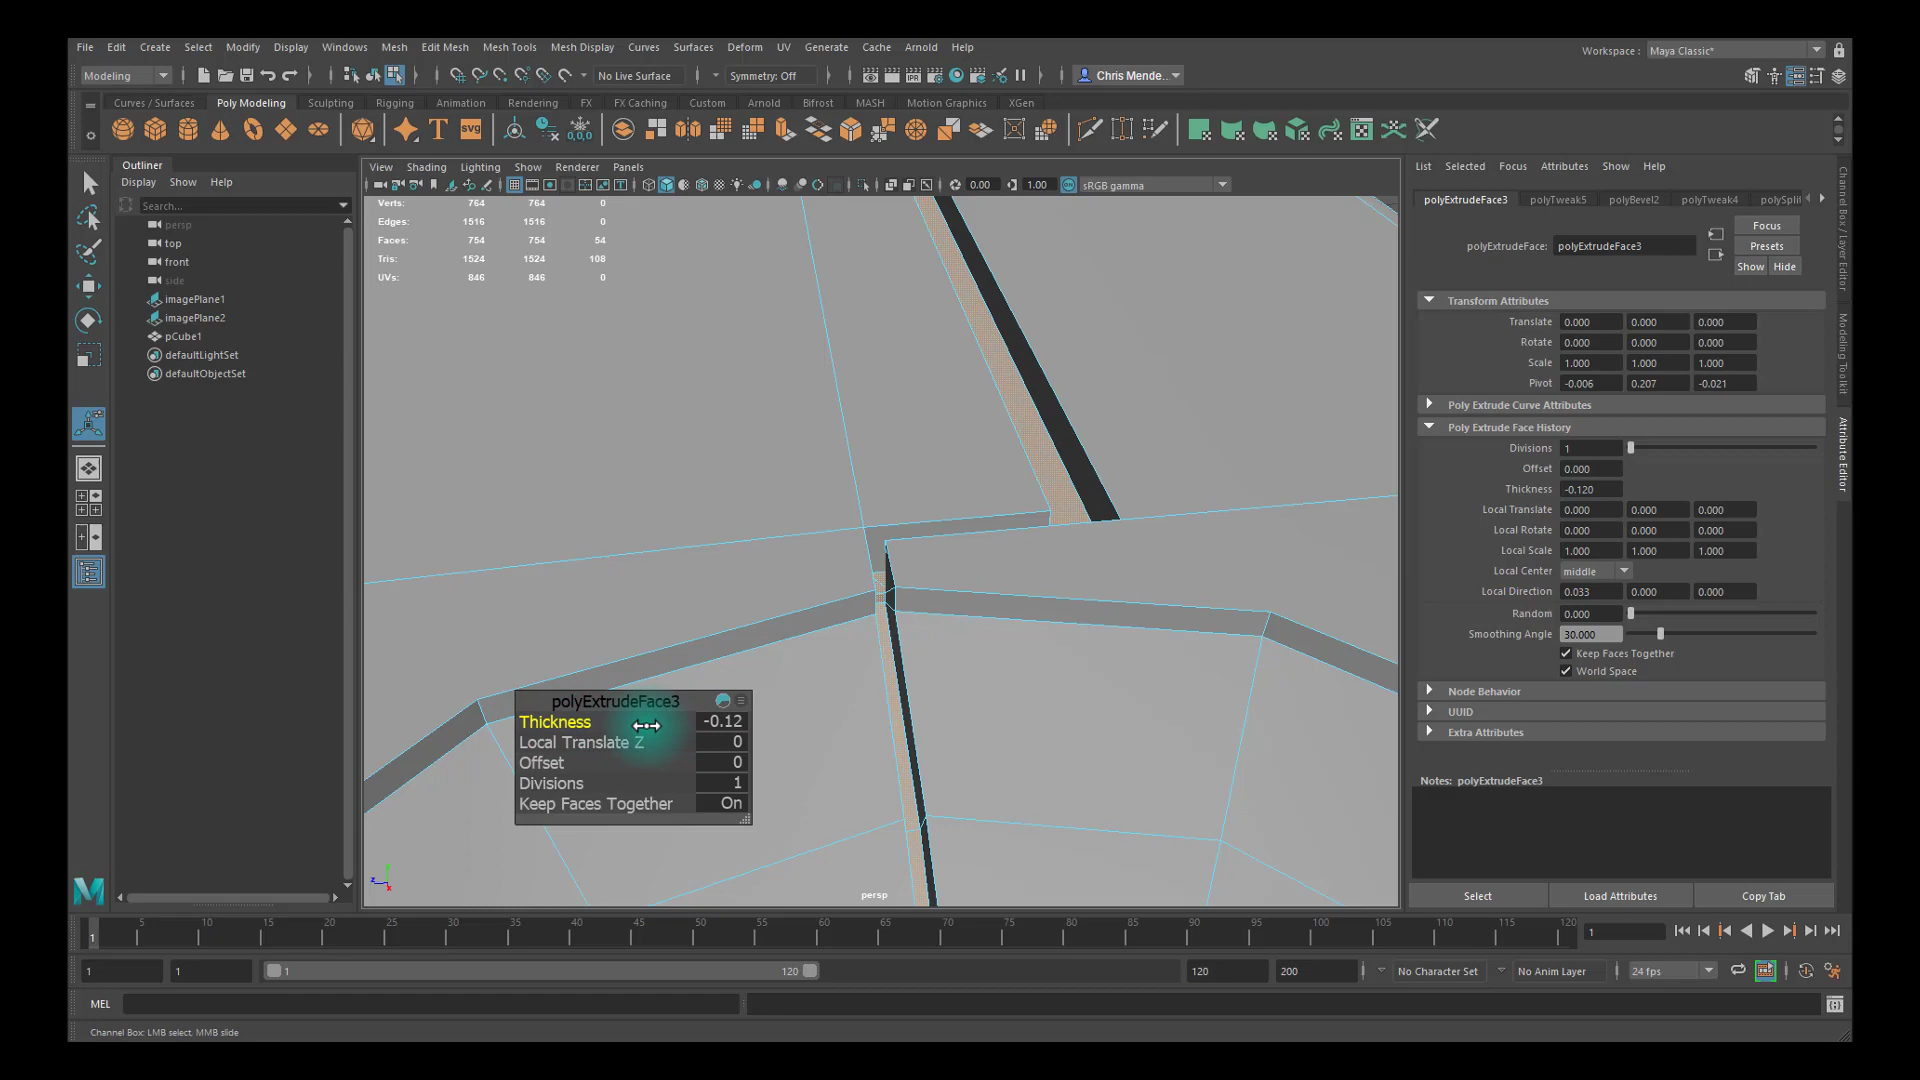 File Edit Create Select Modify Display Windows Mesh Edit Mesh Mesh Tools Mesh Display Curves Surfaces Deform UV Generate Cache Arnold Help
Workspace : Maya Classic*
Modeling
No Live Surface
Symmetry: Off
Chris Mende...
Curves / Surfaces Poly Modeling Sculpting Rigging Animation Rendering FX FX Caching Custom Arnold Bifrost MASH Motion Graphics XGen
T SVG 0,0,0
Outliner
Display Show Help
Search...
persp
top
front
side
imagePlane1
imagePlane2
pCube1
defaultLightSet
defaultObjectSet
View Shading Lighting Show Renderer Panels
0.00 1.00 sRGB gamma
Verts: 764 764 0
Edges: 1516 1516 0
Faces: 754 754 54
Tris: 1524 1524 108
UVs: 846 846 0
polyExtrudeFace3
Thickness -0.12
Local Translate Z 0
Offset 0
Divisions 1
Keep Faces Together On
persp
List Selected Focus Attributes Show Help
polyExtrudeFace3 polyTweak5 polyBevel2 polyTweak4 polySplit
polyExtrudeFace: polyExtrudeFace3
Focus
Presets
Show Hide
Transform Attributes
Translate 0.000 0.000 0.000
Rotate 0.000 0.000 0.000
Scale 1.000 1.000 1.000
Pivot -0.006 0.207 -0.021
Poly Extrude Curve Attributes
Poly Extrude Face History
Divisions 1
Offset 0.000
Thickness -0.120
Local Translate 0.000 0.000 0.000
Local Rotate 0.000 0.000 0.000
Local Scale 1.000 1.000 1.000
Local Center middle
Local Direction 0.033 0.000 0.000
Random 0.000
Smoothing Angle 30.000
Keep Faces Together
World Space
Node Behavior
UUID
Extra Attributes
Notes: polyExtrudeFace3
Select Load Attributes Copy Tab
Channel Box / Layer Editor
Modeling Toolkit
Attribute Editor
1 5 10 15 20 25 30 35 40 45 50 55 60 65 70 75 80 85 90 95 100 105 110 115 120
1
1 1 1 120 120 200 No Character Set No Anim Layer 24 fps
MEL
Channel Box: LMB select, MMB slide